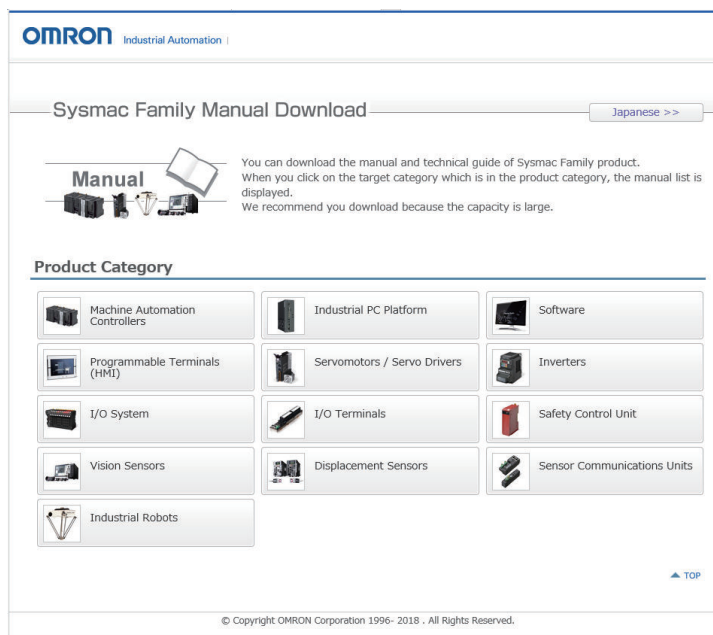 OMRON Industrial Automation |
Sysmac Family Manual Download
Japanese >>
Manual
You can download the manual and technical guide of Sysmac Family product.
When you click on the target category which is in the product category, the manual list is
displayed.
We recommend you download because the capacity is large.
Product Category
Machine Automation
Controllers
Industrial PC Platform
Software
Programmable Terminals
(HMI)
Servomotors / Servo Drivers
Inverters
I/O System
I/O Terminals
Safety Control Unit
Vision Sensors
Displacement Sensors
Sensor Communications Units
Industrial Robots
▲ TOP
© Copyright OMRON Corporation 1996- 2018 . All Rights Reserved.